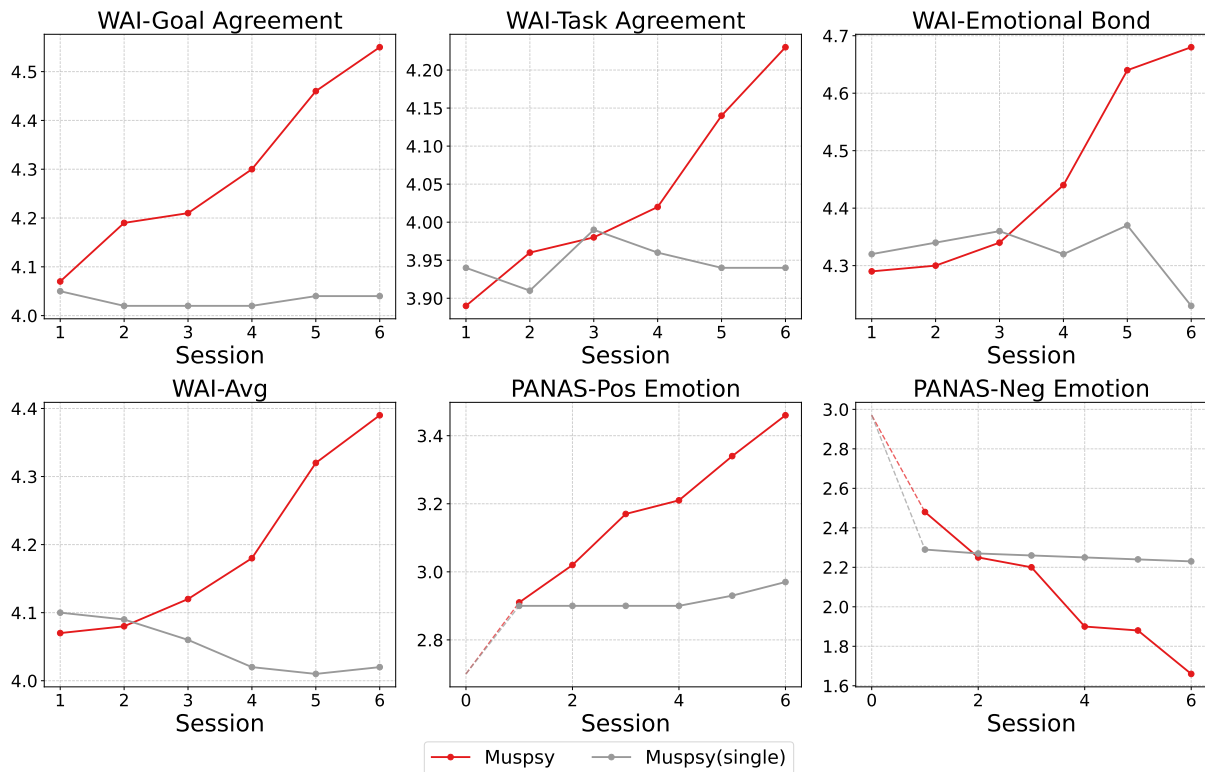 WAI-Goal Agreement
4.5
4.4
4.3
4.2
4.1
4.0
1 2 3 4 5 6
Session
WAI-Task Agreement
4.20
4.15
4.10
4.05
4.00
3.95
3.90
1 2 3 4 5 6
Session
WAI-Emotional Bond
4.7
4.6
4.5
4.4
4.3
1 2 3 4 5 6
Session
WAI-Avg
4.4
4.3
4.2
4.1
4.0
1 2 3 4 5 6
Session
PANAS-Pos Emotion
3.4
3.2
3.0
2.8
0 2 4 6
Session
PANAS-Neg Emotion
3.0
2.8
2.6
2.4
2.2
2.0
1.8
1.6
0 2 4 6
Session
Muspsy Muspsy(single)